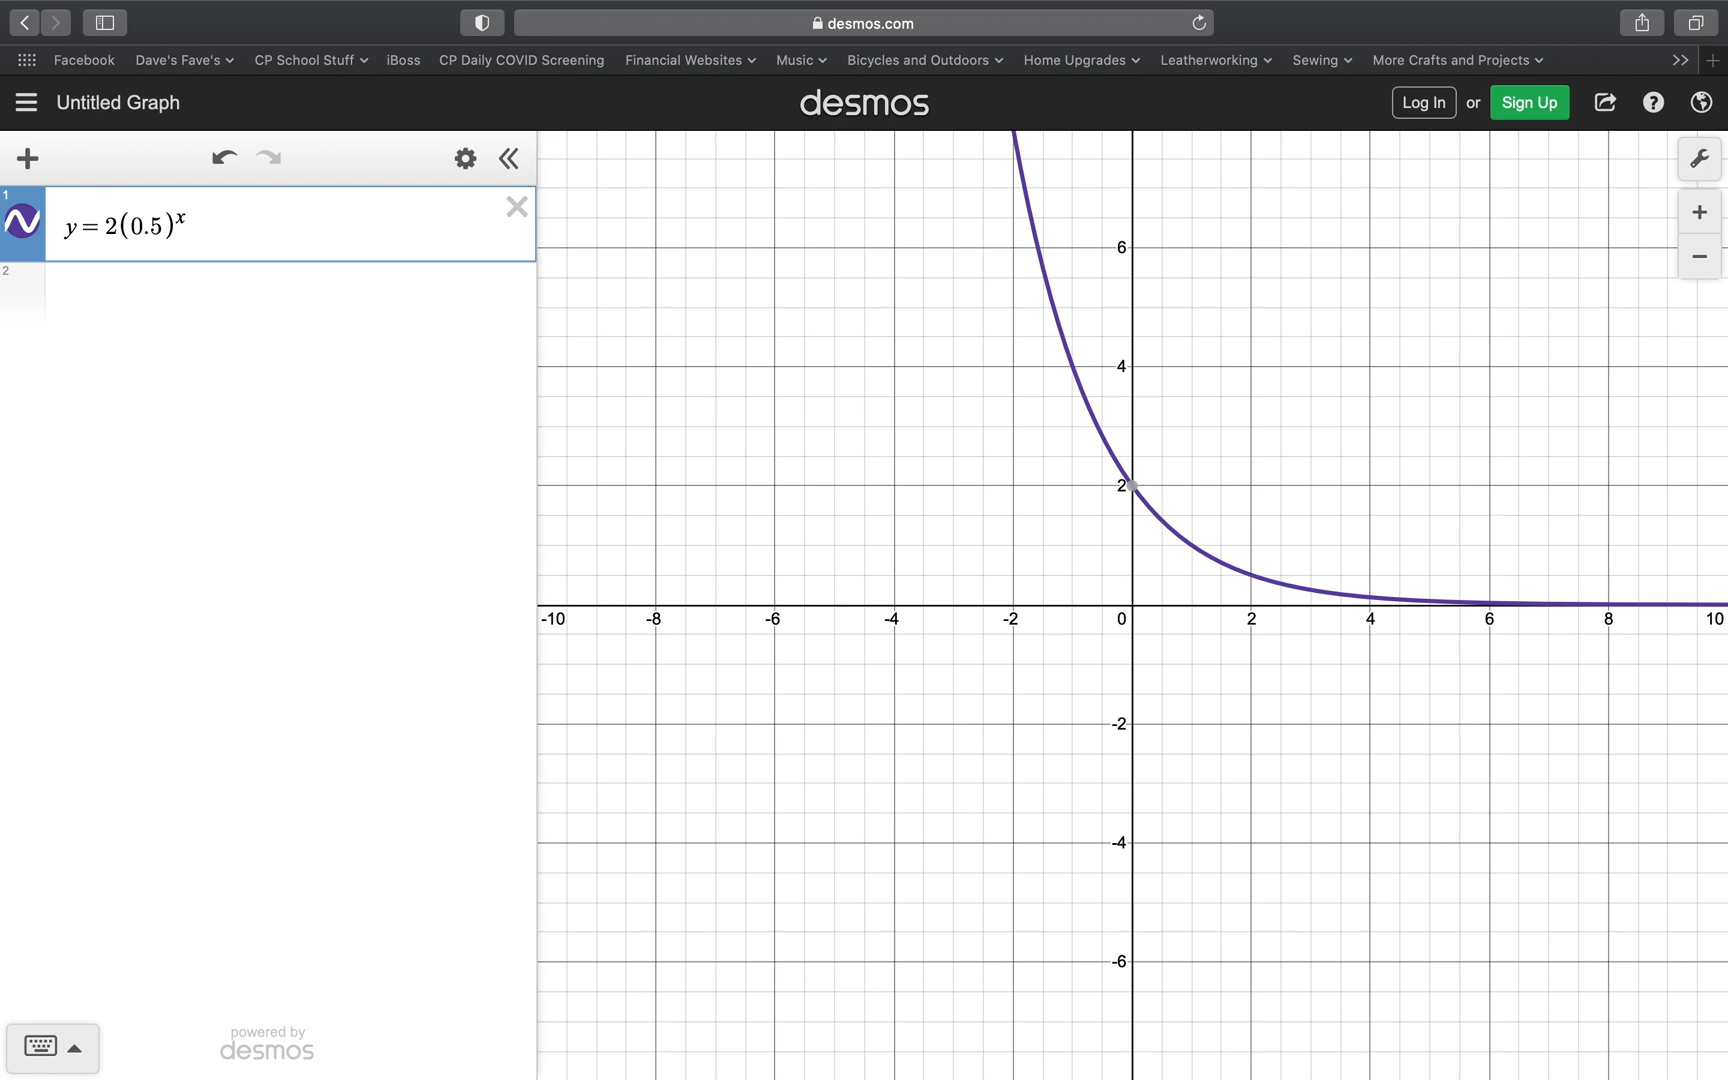 desmos.com
Facebook Dave's Fave's CP School Stuff iBoss CP Daily COVID Screening Financial Websites Music Bicycles and Outdoors Home Upgrades Leatherworking Sewing More Crafts and Projects
Untitled Graph desmos Log In or Sign Up
1
y = 2(0.5)^x
2
6
4
2
-10 -8 -6 -4 -2 0 2 4 6 8 10
-2
-4
-6
powered by
desmos